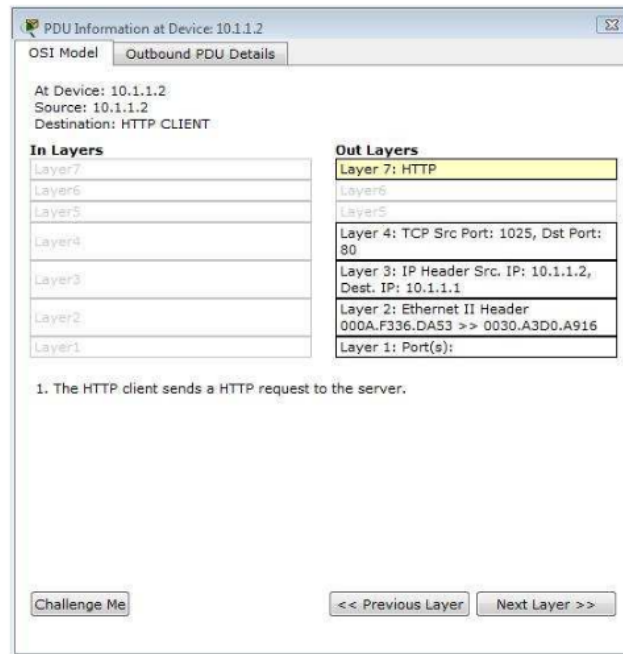 PDU Information at Device: 10.1.1.2
OSI Model
Outbound PDU Details
At Device: 10.1.1.2
Source: 10.1.1.2
Destination: HTTP CLIENT
In Layers
Layer7
Layer6
Layer5
Layer4
Layer3
Layer2
Layer1
Out Layers
Layer 7: HTTP
Layer6
Layer5
Layer 4: TCP Src Port: 1025, Dst Port:
80
Layer 3: IP Header Src. IP: 10.1.1.2,
Dest. IP: 10.1.1.1
Layer 2: Ethernet II Header
000A.F336.DA53 >> 0030.A3D0.A916
Layer 1: Port(s):
1. The HTTP client sends a HTTP request to the server.
Challenge Me
<< Previous Layer
Next Layer >>